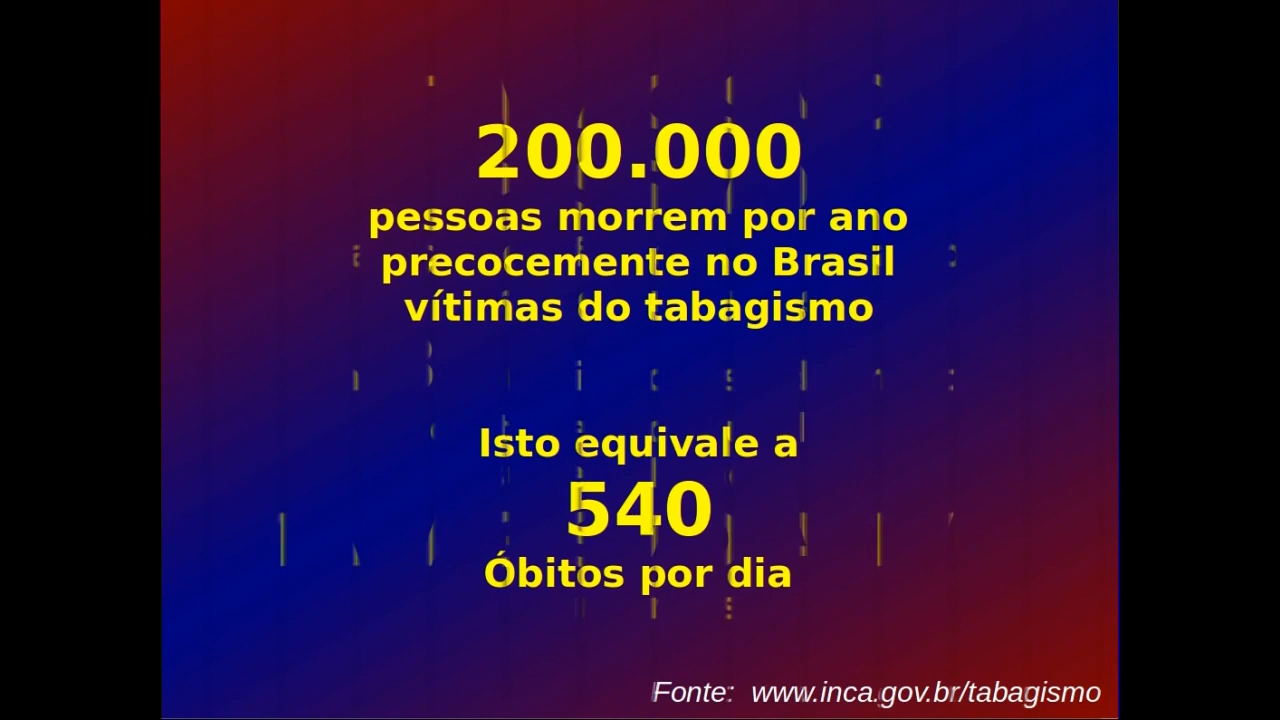 200.000
pessoas morrem por ano
precocemente no Brasil
vítimas do tabagismo
Isto equivale a
540
Óbitos por dia
Fonte: www.inca.gov.br/tabagismo